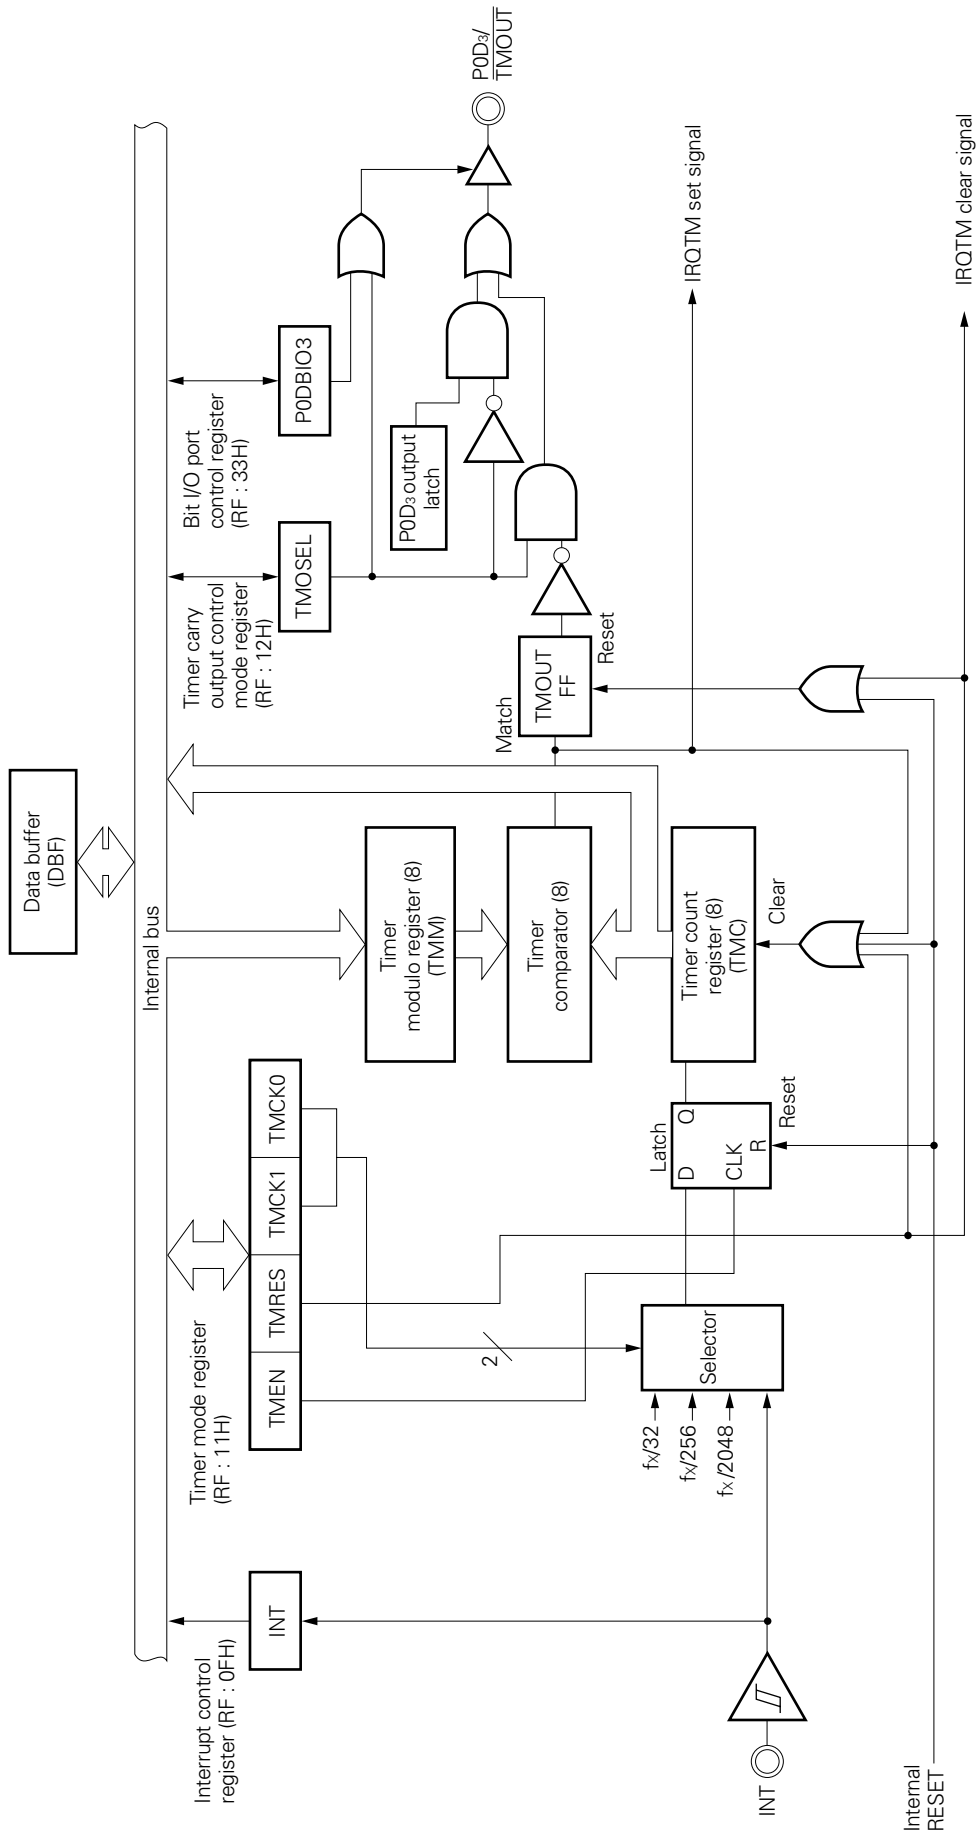 Data buffer
(DBF)
Internal bus
Interrupt control
register (RF : 0FH)
Timer mode register
(RF : 11H)
Timer carry
output control
mode register
(RF : 12H)
Bit I/O port
control register
(RF : 33H)
INT
TMEN
TMRES
TMCK1
TMCK0
TMOSEL
P0DBIO3
Timer
modulo register (8)
(TMM)
P0D3 output
latch
P0D3/
TMOUT
2
Timer
comparator (8)
Match
TMOUT
FF
Reset
fX/32
fX/256
fX/2048
Selector
Latch
D
Q
CLK
R
Reset
Timer count
register (8)
(TMC)
Clear
IRQTM set signal
INT
Internal
RESET
IRQTM clear signal